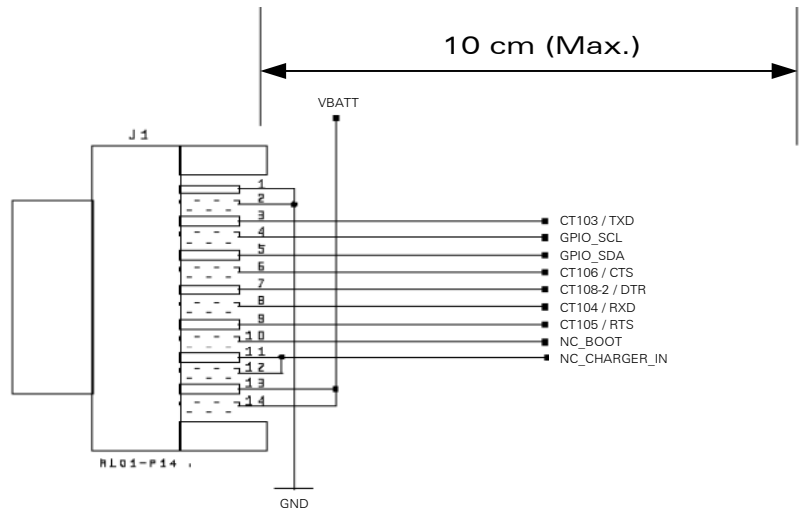 10 cm (Max.)
VBATT
J1
1
2
3
4
5
6
7
8
9
10
11
12
13
14
CT103 / TXD
GPIO_SCL
GPIO_SDA
CT106 / CTS
CT108-2 / DTR
CT104 / RXD
CT105 / RTS
NC_BOOT
NC_CHARGER_IN
GND